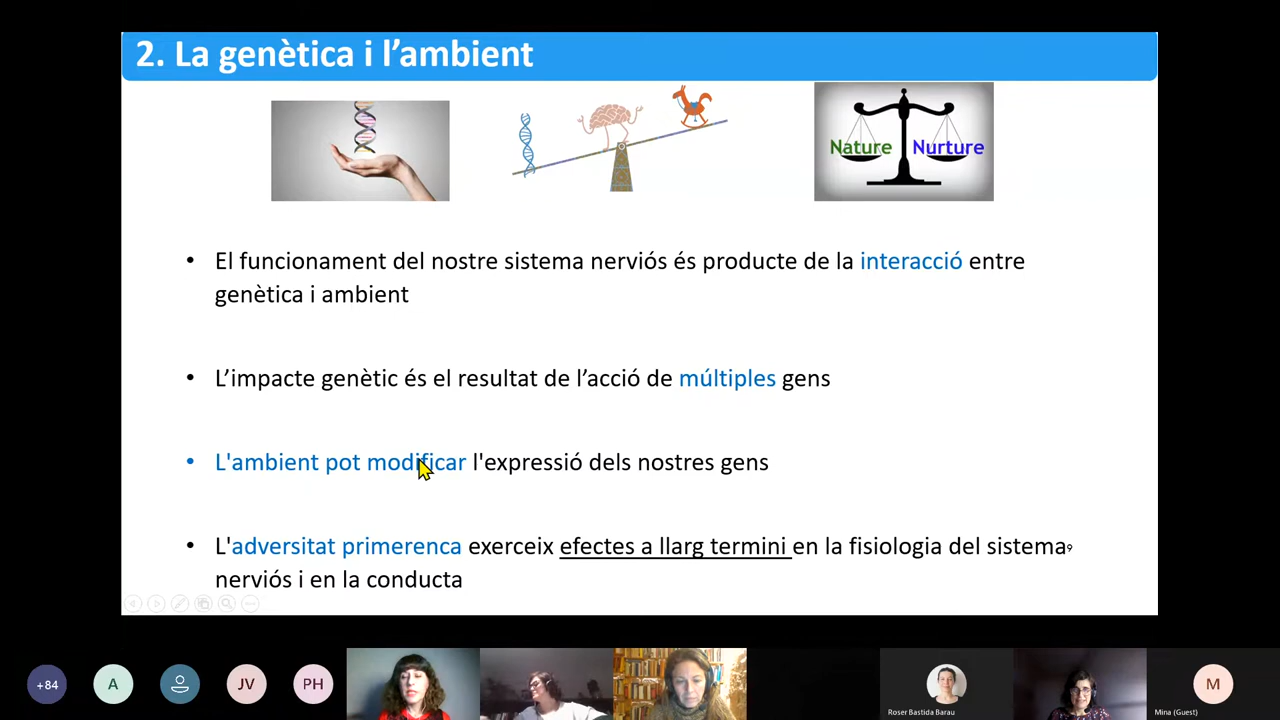 2. La genètica i l’ambient
Nature Nurture
• El funcionament del nostre sistema nerviós és producte de la interacció entre
genètica i ambient
• L’impacte genètic és el resultat de l’acció de múltiples gens
• L'ambient pot modificar l'expressió dels nostres gens
• L'adversitat primerenca exerceix efectes a llarg termini en la fisiologia del sistema
9
nerviós i en la conducta
+84
A
JV
PH
Roser Bastida Barau
M
Mina (Guest)